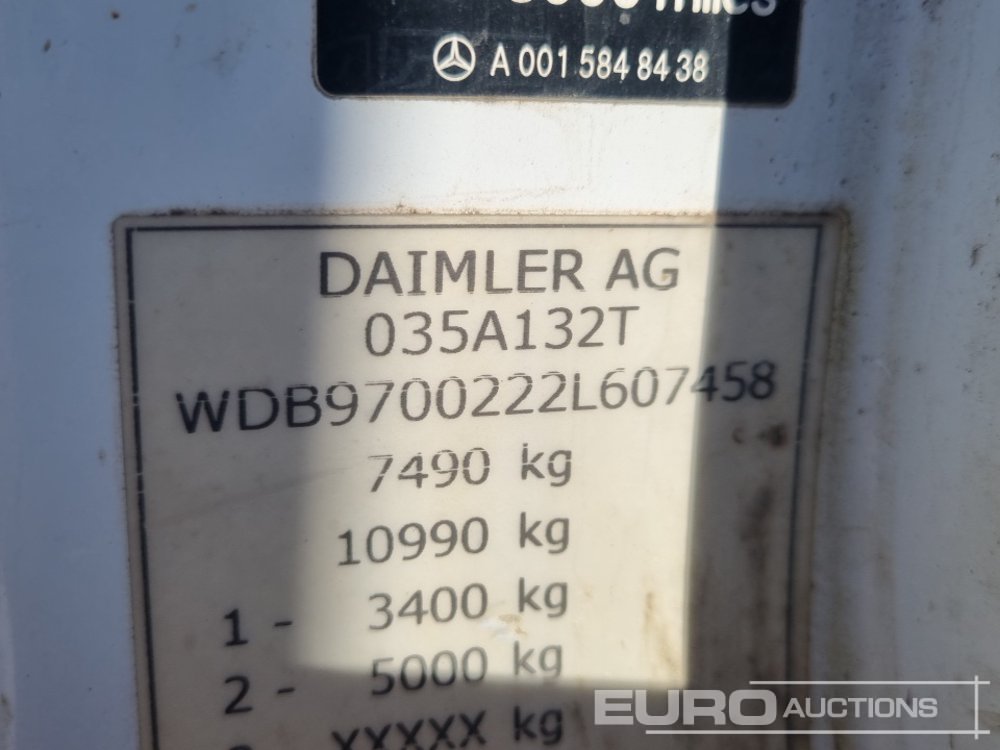 A 001 584 84 38
DAIMLER AG
035A132T
WDB9700222L607458
7490 kg
10990 kg
1 - 3400 kg
2 - 5000 kg
XXXXX kg
EURO AUCTIONS